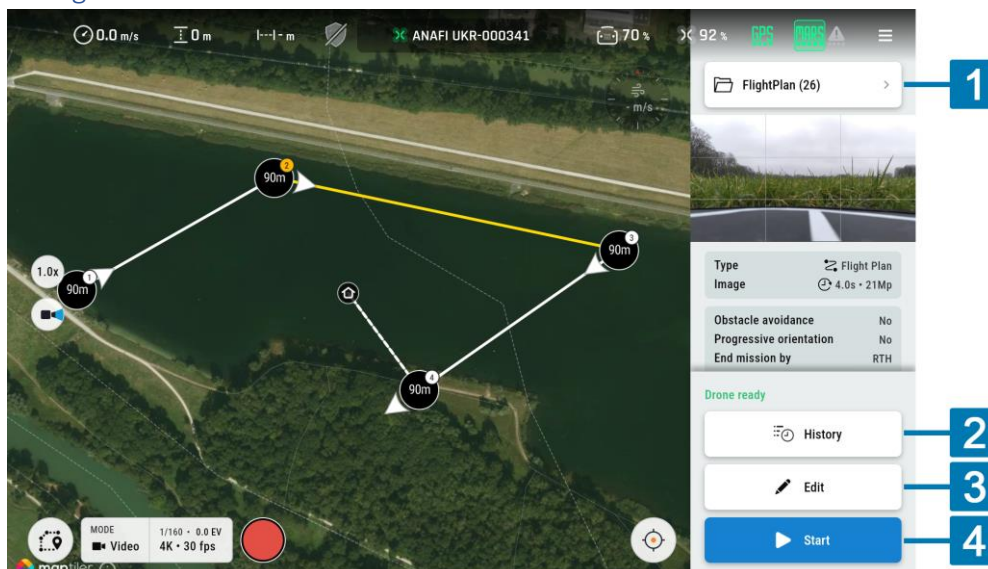 0.0 m/s
0 m
|---| - m
ANAFI UKR-000341
70 %
92 %
GPS
MARS
FlightPlan (26)
1
- m/s
2
90m
3
90m
1.0x
1
90m
4
90m
Type Flight Plan
Image 4.0s • 21Mp
Obstacle avoidance No
Progressive orientation No
End mission by RTH
Drone ready
History
2
Edit
3
Start
4
MODE
Video
1/160 • 0.0 EV
4K • 30 fps
maptiler